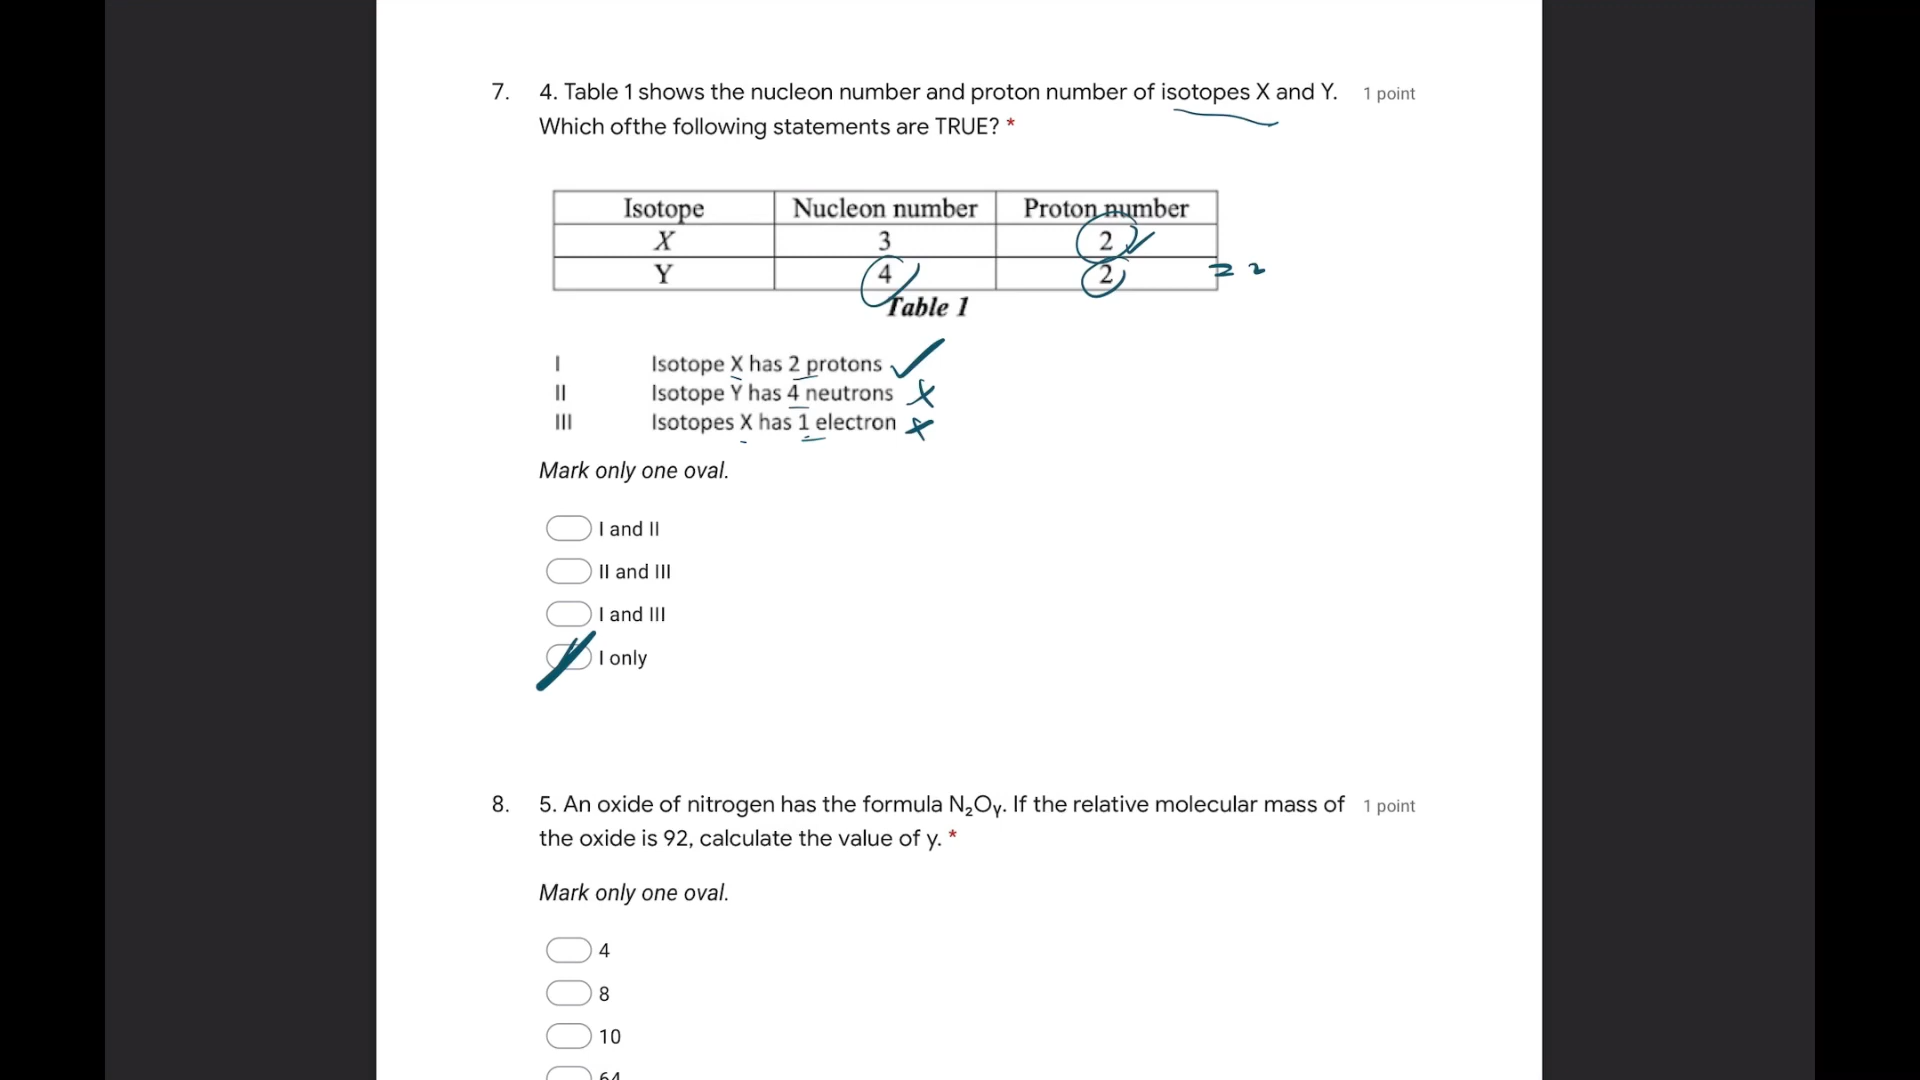 7. 4. Table 1 shows the nucleon number and proton number of isotopes X and Y. 1 point
Which ofthe following statements are TRUE? *
Isotope Nucleon number Proton number
X 3 2
Y 4 2 = 2
Table 1
I Isotope X has 2 protons
II Isotope Y has 4 neutrons
III Isotopes X has 1 electron
Mark only one oval.
I and II
II and III
I and III
I only
8. 5. An oxide of nitrogen has the formula N₂Oᵧ. If the relative molecular mass of 1 point
the oxide is 92, calculate the value of y. *
Mark only one oval.
4
8
10
64